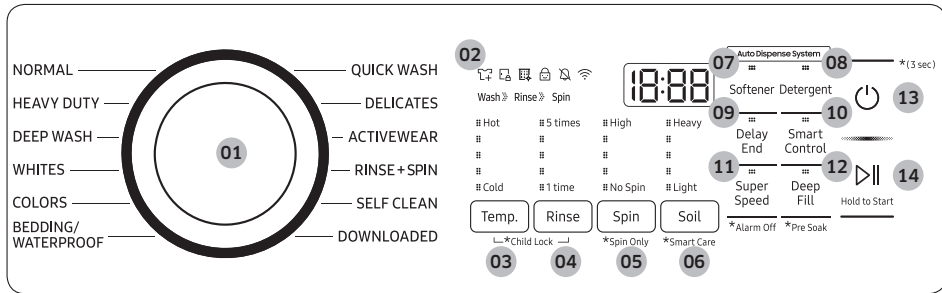 NORMAL
HEAVY DUTY
DEEP WASH
WHITES
COLORS
BEDDING/
WATERPROOF
01
QUICK WASH
DELICATES
ACTIVEWEAR
RINSE+SPIN
SELF CLEAN
DOWNLOADED
02
Wash》 Rinse》 Spin
18:88
Hot 5 times High Heavy
Cold 1 time No Spin Light
Temp. Rinse Spin Soil
*Child Lock *Spin Only *Smart Care
03 04 05 06
Auto Dispense System
07 08
Softener Detergent
09 10
Delay
End
Smart
Control
11 12
Super
Speed
Deep
Fill
*Alarm Off *Pre Soak
*(3 sec)
13
14
Hold to Start